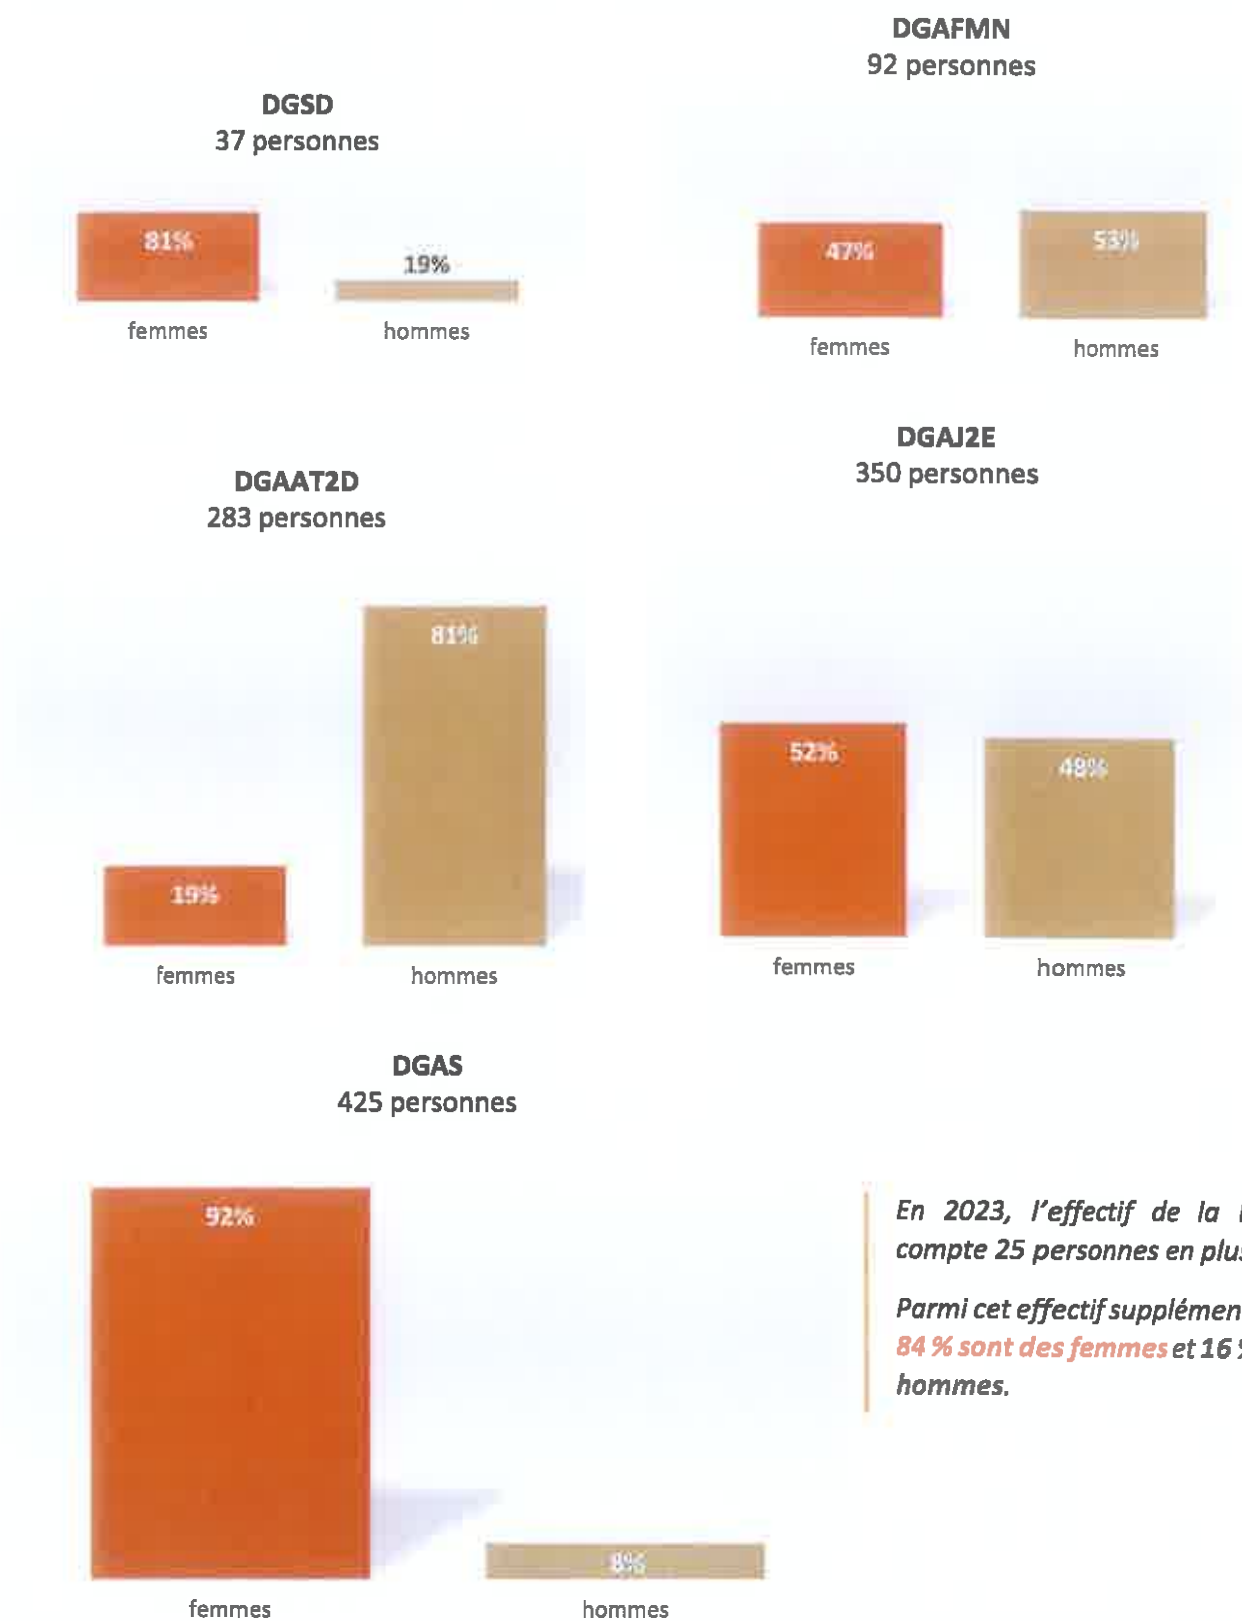 DGSD
37 personnes
81%
19%
femmes
hommes
DGAFMN
92 personnes
47%
53%
femmes
hommes
DGAAT2D
283 personnes
19%
81%
femmes
hommes
DGAJ2E
350 personnes
52%
48%
femmes
hommes
DGAS
425 personnes
92%
8%
femmes
hommes
En 2023, l'effectif de la
compte 25 personnes en plus
Parmi cet effectif supplémen
84 % sont des femmes et 16 %
hommes.